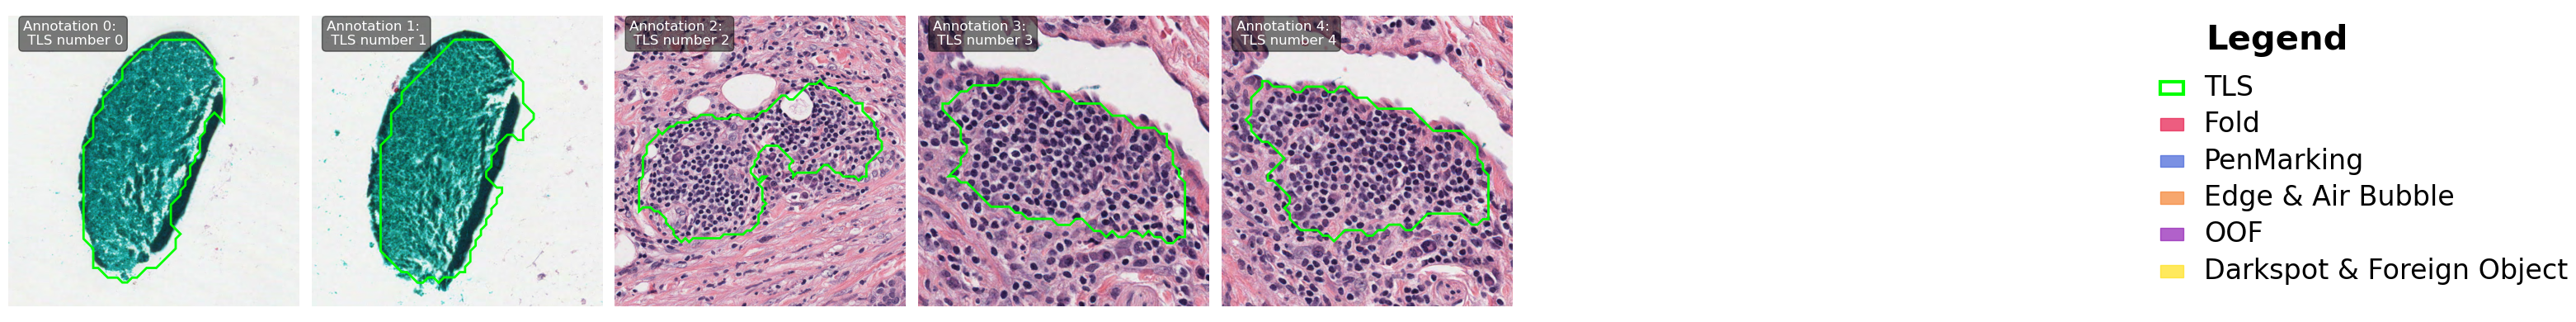 Annotation 0:
TLS number 0
Annotation 1:
TLS number 1
Annotation 2:
TLS number 2
Annotation 3:
TLS number 3
Annotation 4:
TLS number 4
Legend
TLS
Fold
PenMarking
Edge & Air Bubble
OOF
Darkspot & Foreign Object